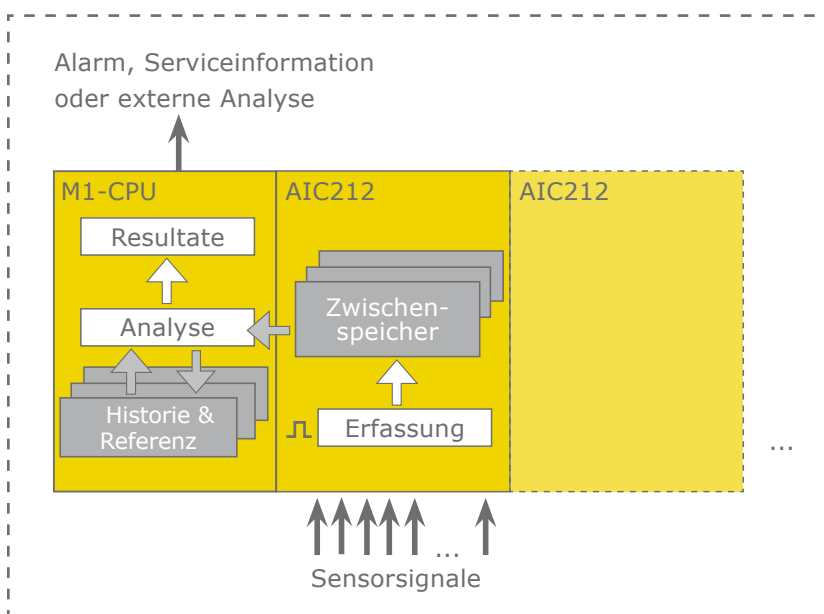 Alarm, Serviceinformation
oder externe Analyse
M1-CPU
AIC212
AIC212
Resultate
Analyse
Zwischen-
speicher
Historie &
Referenz
Erfassung
...
...
Sensorsignale